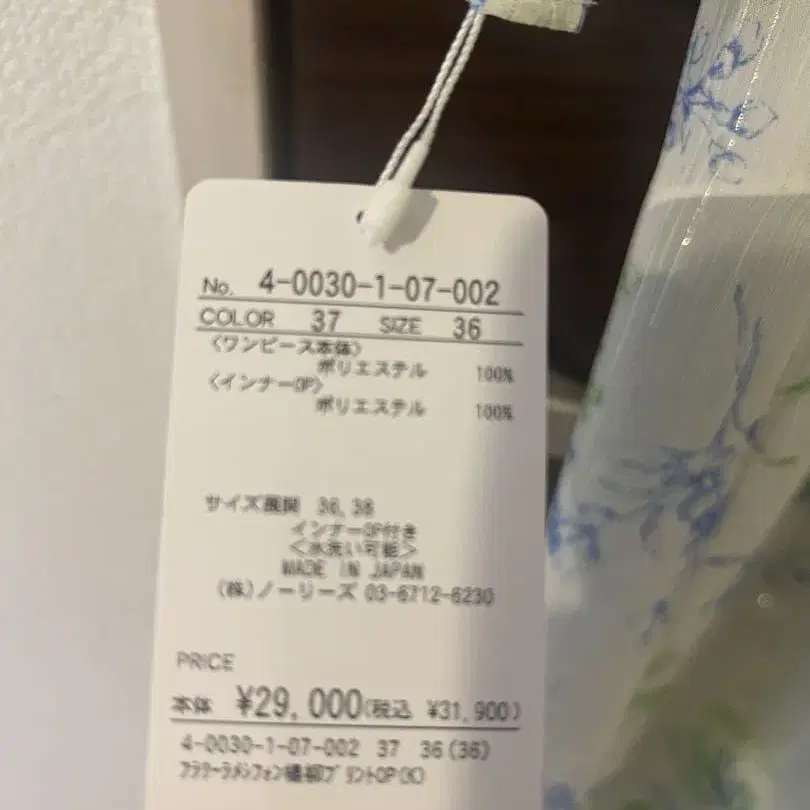 No. 4-0030-1-07-002
COLOR 37 SIZE 36
〈ワンピース本体〉
ポリエステル 100%
〈インナーOP〉
ポリエステル 100%
サイズ展開 36,38
インナーOP付き
〈水洗い可能〉
MADE IN JAPAN
(株)ノーリーズ 03-6712-6230
PRICE
本体 ¥29,000(税込 ¥31,900)
4-0030-1-07-002 37 36(36)